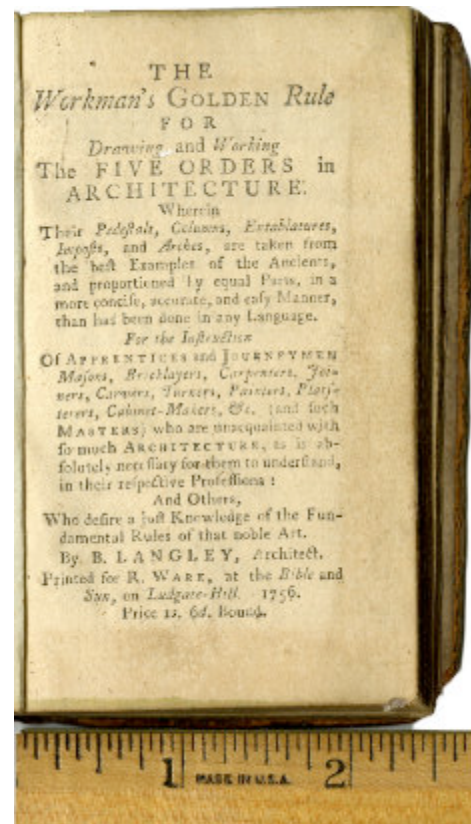 THE
Workman's GOLDEN Rule
FOR
Drawing and Working
The FIVE ORDERS in
ARCHITECTURE:
Wherein
Their Pedeſtals, Columns, Entablatures,
Impoſts, and Arches, are taken from
the beſt Examples of the Ancients,
and proportioned by equal Parts, in a
more conciſe, accurate, and eaſy Manner,
than has been done in any Language.
For the Inſtruction
Of APPRENTICES and JOURNEYMEN
Maſons, Bricklayers, Carpenters, Joi-
ners, Carvers, Turners, Painters, Plaiſ-
terers, Cabinet-Makers, &c. (and ſuch
MASTERS) who are unacquainted with
ſo much ARCHITECTURE, as is ab-
ſolutely neceſſary for them to underſtand,
in their reſpective Profeſſions:
And Others,
Who deſire a juſt Knowledge of the Fun-
damental Rules of that noble Art.
By B. LANGLEY, Architect.
Printed for R. WARE, at the Bible and
Sun, on Ludgate-Hill. 1756.
Price 1s. 6d. Bound.
1 MADE IN U.S.A. 2